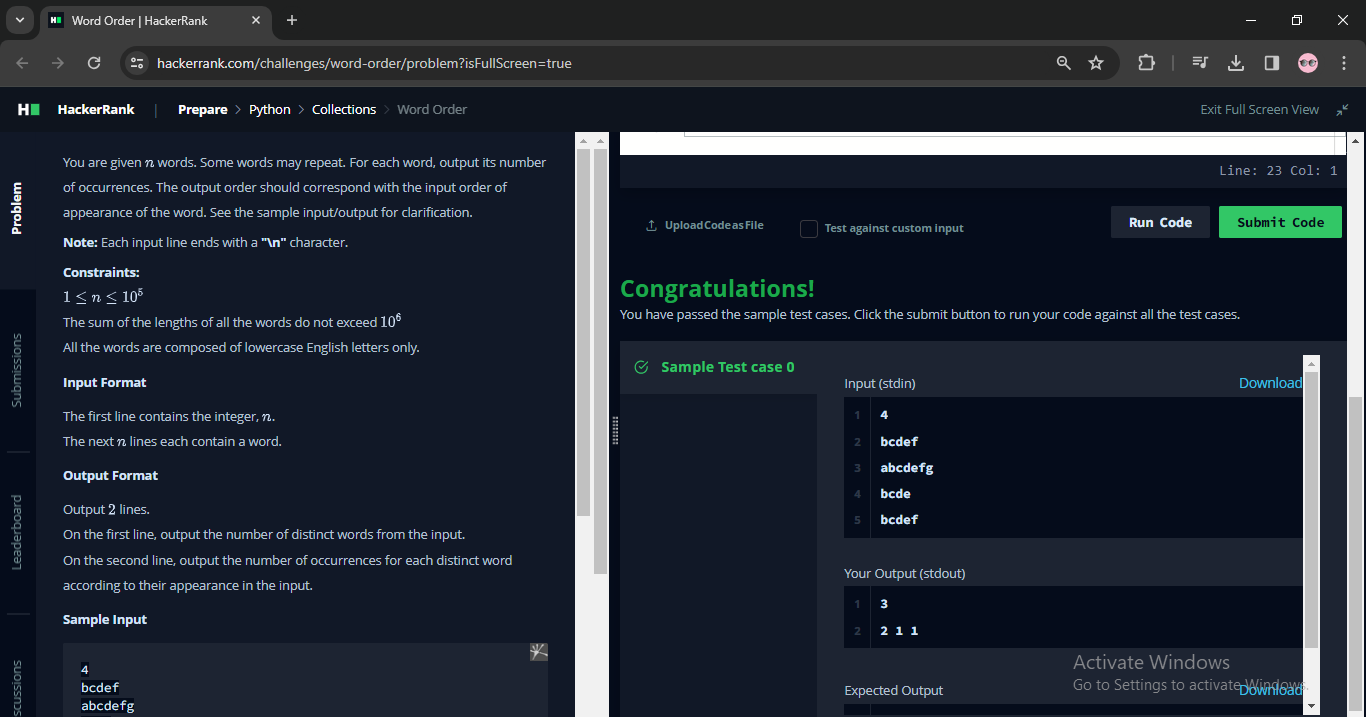 Word Order | HackerRank
hackerrank.com/challenges/word-order/problem?isFullScreen=true
HackerRank | Prepare > Python > Collections > Word Order
Exit Full Screen View
Problem
Submissions
Leaderboard
scussions
You are given n words. Some words may repeat. For each word, output its number
of occurrences. The output order should correspond with the input order of
appearance of the word. See the sample input/output for clarification.
Note: Each input line ends with a "\n" character.
Constraints:
1 ≤ n ≤ 10⁵
The sum of the lengths of all the words do not exceed 10⁶
All the words are composed of lowercase English letters only.
Input Format
The first line contains the integer, n.
The next n lines each contain a word.
Output Format
Output 2 lines.
On the first line, output the number of distinct words from the input.
On the second line, output the number of occurrences for each distinct word
according to their appearance in the input.
Sample Input
4
bcdef
abcdefg
Line: 23 Col: 1
Upload Code as File
Test against custom input
Run Code
Submit Code
Congratulations!
You have passed the sample test cases. Click the submit button to run your code against all the test cases.
Sample Test case 0
Input (stdin)
Download
1 4
2 bcdef
3 abcdefg
4 bcde
5 bcdef
Your Output (stdout)
1 3
2 2 1 1
Expected Output
Download
Activate Windows
Go to Settings to activate Windows.